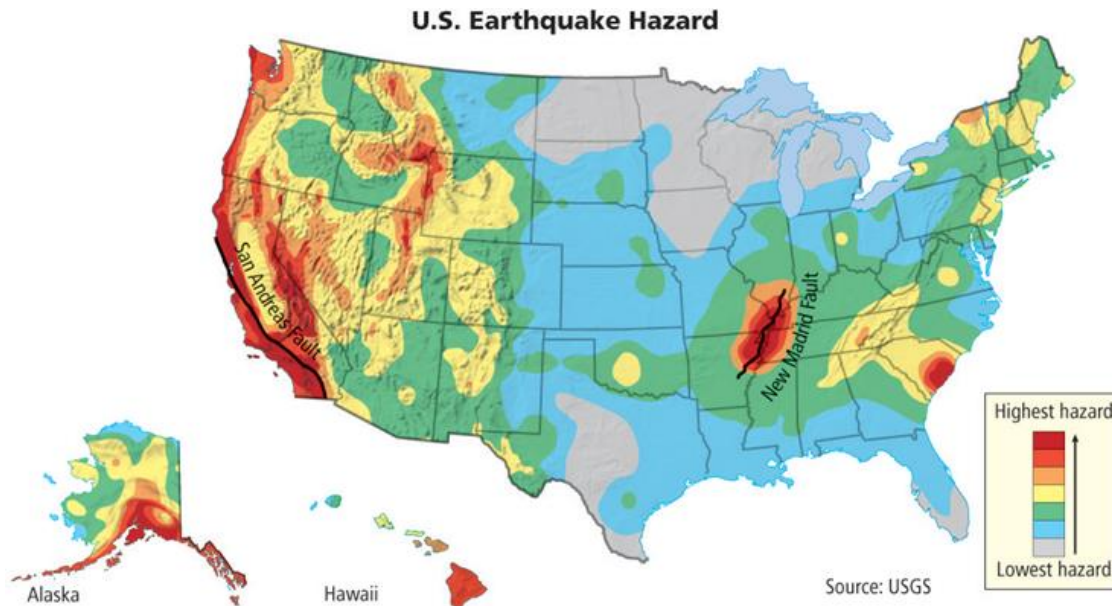 U.S. Earthquake Hazard
San Andreas Fault
New Madrid Fault
Highest hazard
Lowest hazard
Alaska
Hawaii
Source: USGS